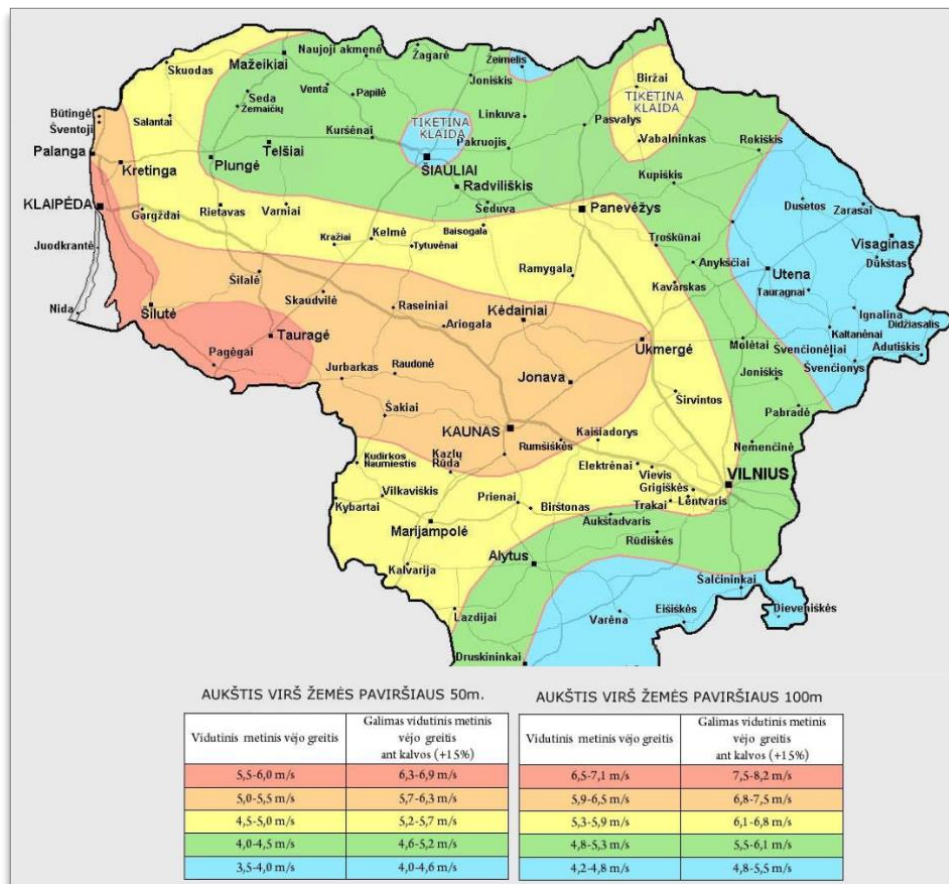 Naujoji akmenė
Žagarė
Žeimelis
Skuodas
Mažeikiai
Joniškis
Biržai
TIKĖTINA
KLAIDA
Seda
Žemaičių
Venta
Papilė
Linkuva
Būtingė
Šventoji
Salantai
TIKĖTINA
KLAIDA
Pasvalys
Kuršėnai
Vabalninkas
Rokiškis
Palanga
Kretinga
Plungė
Telšiai
Pakruojis
ŠIAULIAI
Radviliškis
Kupiškis
KLAIPĖDA
Gargždai
Rietavas
Varniai
Šeduva
Panevėžys
Dusetos
Zarasai
Juodkrantė
Kražiai
Kelmė
Tytuvėnai
Baisogala
Troškūnai
Visaginas
Dūkštas
Šilalė
Ramygala
Anykščiai
Utena
Skaudvilė
Kavarskas
Tauragnai
Nida
Šilutė
Raseiniai
Ariogala
Kėdainiai
Ignalina
Didžiasalis
Tauragė
Ukmergė
Molėtai
Kaltanėnai
Švenčionėliai
Adutiškis
Pagėgai
Jurbarkas
Raudonė
Jonava
Joniškis
Švenčionys
Šakiai
Širvintos
Pabradė
KAUNAS
Rumšiškės
Kaišiadorys
Nemenčinė
Kudirkos
Naumiestis
Kazlų
Rūda
Elektrėnai
Vievis
VILNIUS
Vilkaviškis
Grigiškės
Kybartai
Prienai
Birštonas
Trakai
Lentvaris
Marijampolė
Aukštadvaris
Rūdiškės
Alytus
Kalvarija
Šalčininkai
Lazdijai
Varėna
Eišiškės
Dieveniškės
Druskininkai
AUKŠTIS VIRŠ ŽEMĖS PAVIRŠIAUS 50m.
Vidutinis metinis vėjo greitis
Galimas vidutinis metinis
vėjo greitis
ant kalvos (+15%)
5,5-6,0 m/s 6,3-6,9 m/s
5,0-5,5 m/s 5,7-6,3 m/s
4,5-5,0 m/s 5,2-5,7 m/s
4,0-4,5 m/s 4,6-5,2 m/s
3,5-4,0 m/s 4,0-4,6 m/s
AUKŠTIS VIRŠ ŽEMĖS PAVIRŠIAUS 100m
Vidutinis metinis vėjo greitis
Galimas vidutinis metinis
vėjo greitis
ant kalvos (+15%)
6,5-7,1 m/s 7,5-8,2 m/s
5,9-6,5 m/s 6,8-7,5 m/s
5,3-5,9 m/s 6,1-6,8 m/s
4,8-5,3 m/s 5,5-6,1 m/s
4,2-4,8 m/s 4,8-5,5 m/s